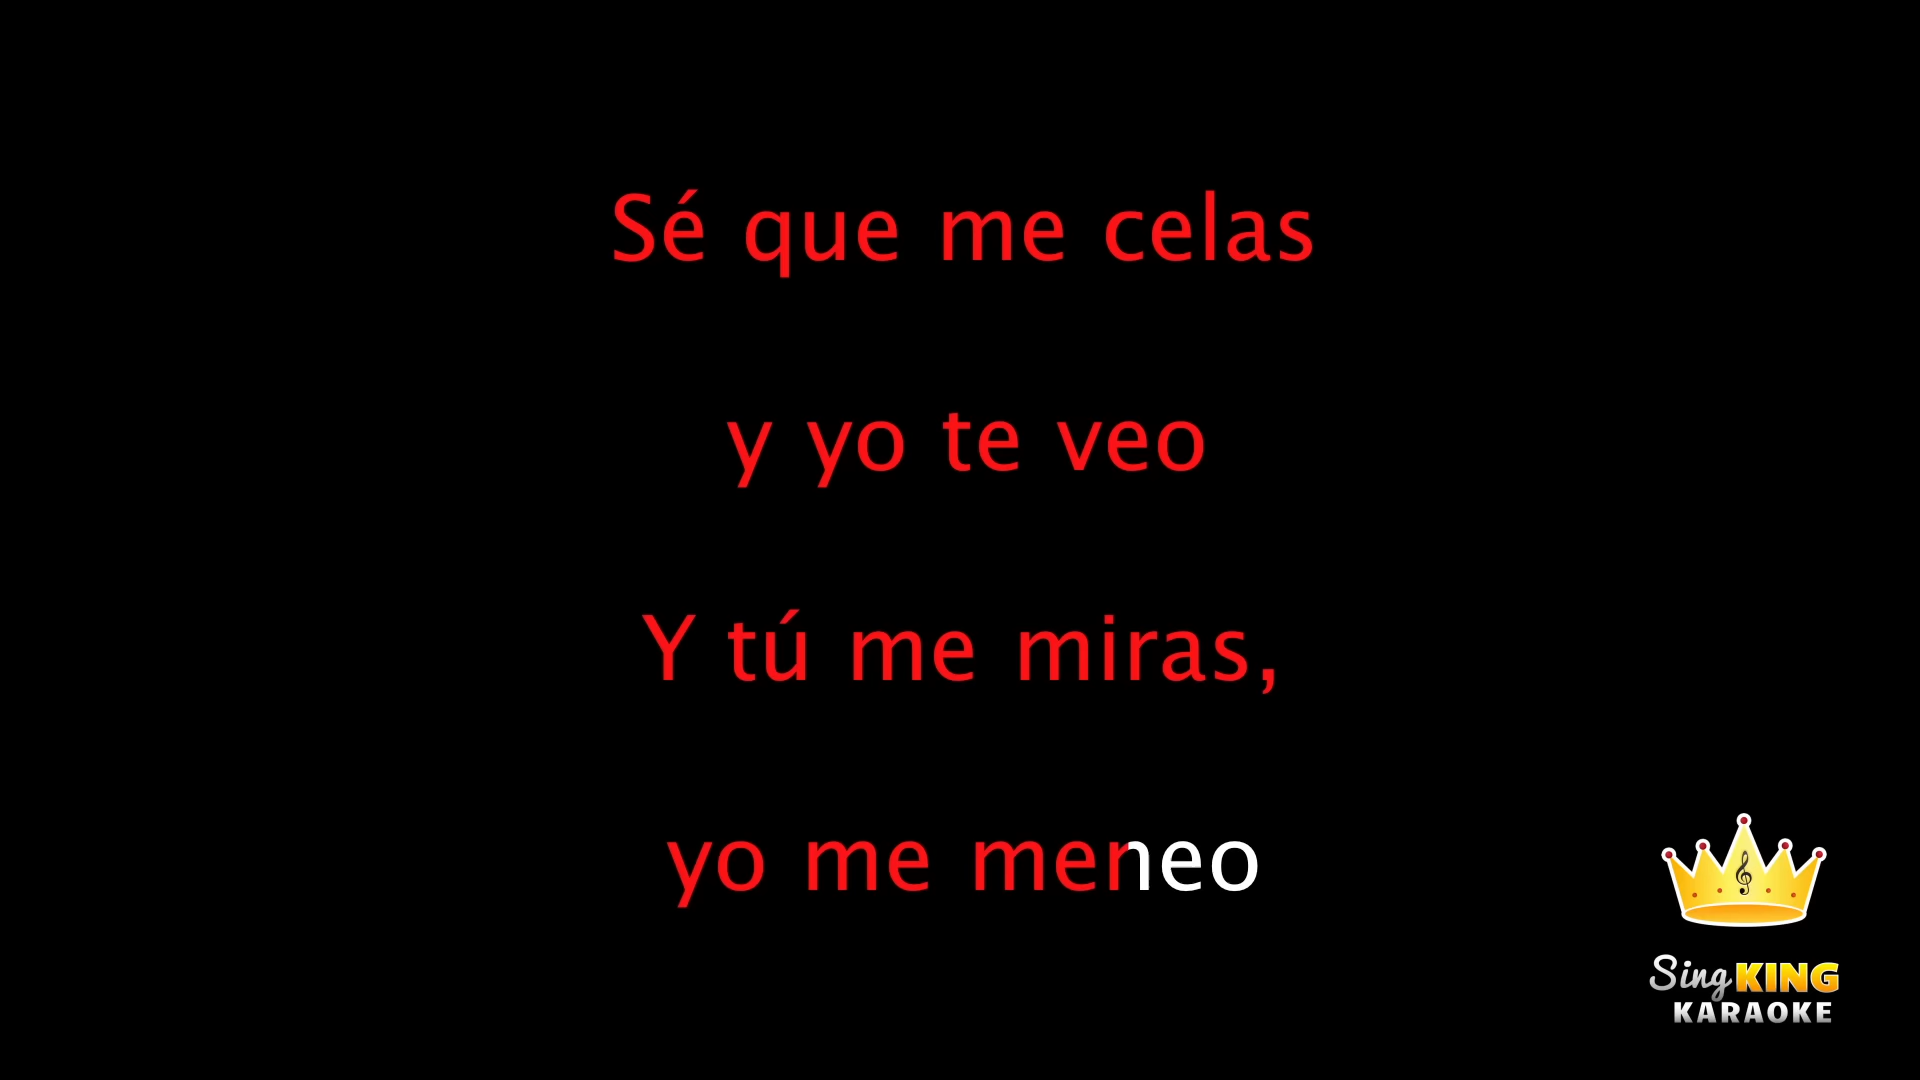 Sé que me celas
y yo te veo
Y tú me miras,
yo me meneo
Sing KING
KARAOKE